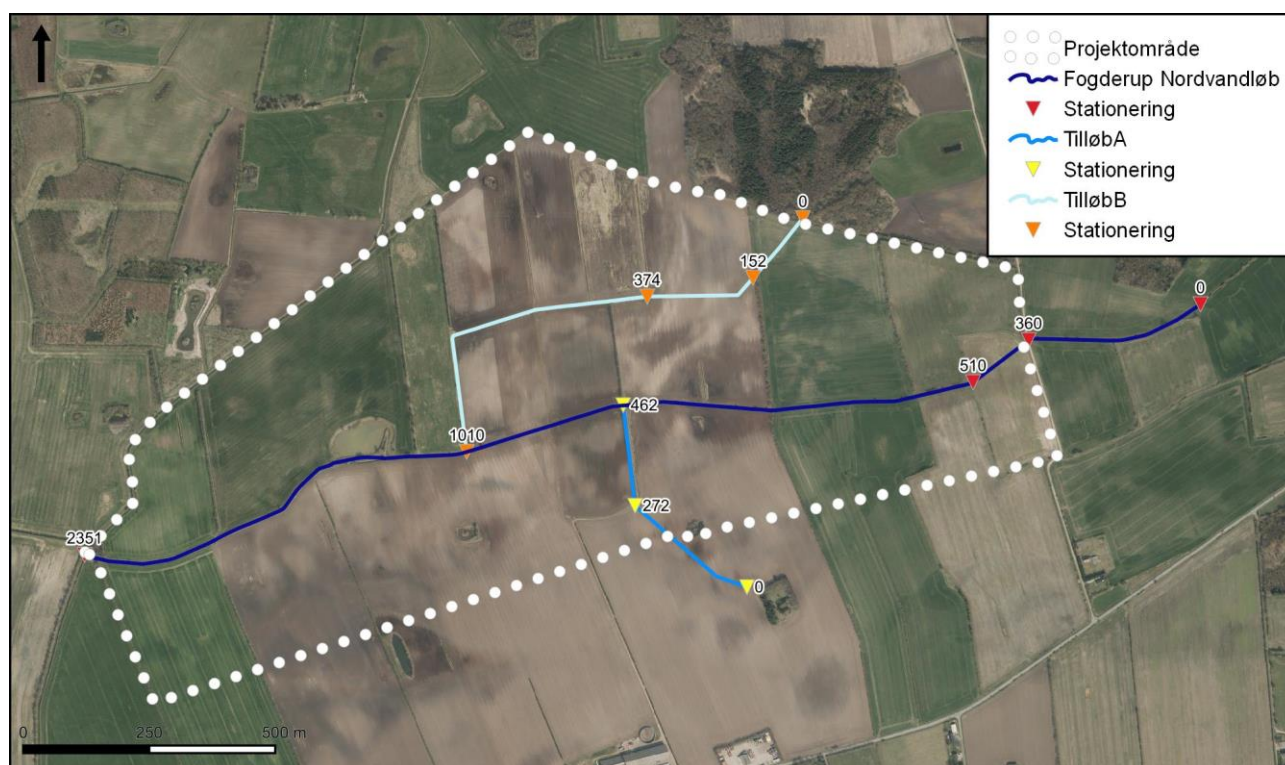 Projektområde
Fogderup Nordvandløb
Stationering
TilløbA
Stationering
TilløbB
Stationering
0
152
374
0
360
510
462
1010
272
2351
0
0 250 500 m